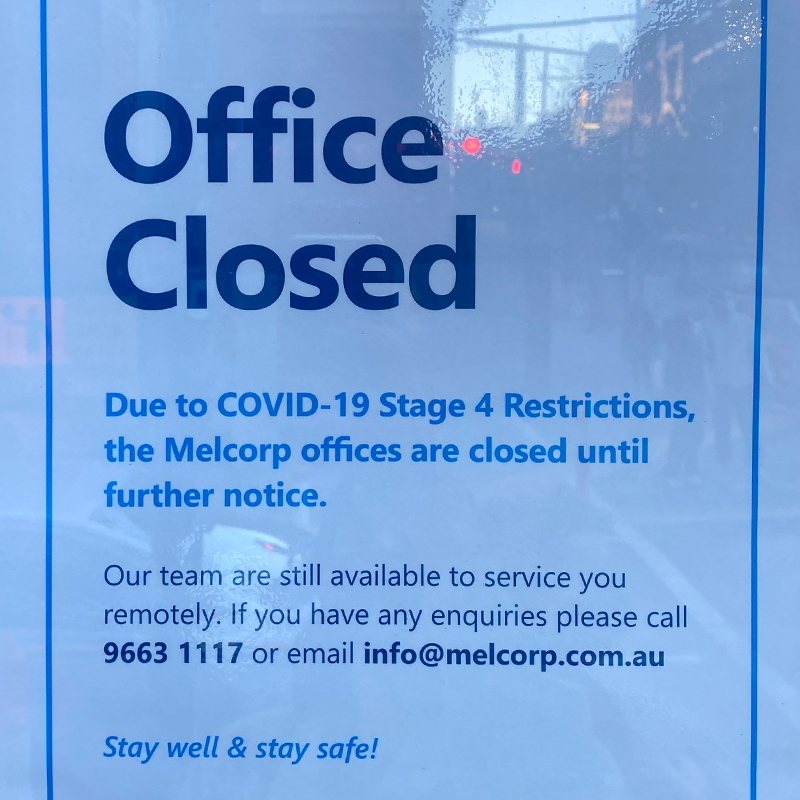 Office
Closed
Due to COVID-19 Stage 4 Restrictions,
the Melcorp offices are closed until
further notice.
Our team are still available to service you
remotely. If you have any enquiries please call
9663 1117 or email info@melcorp.com.au
Stay well & stay safe!